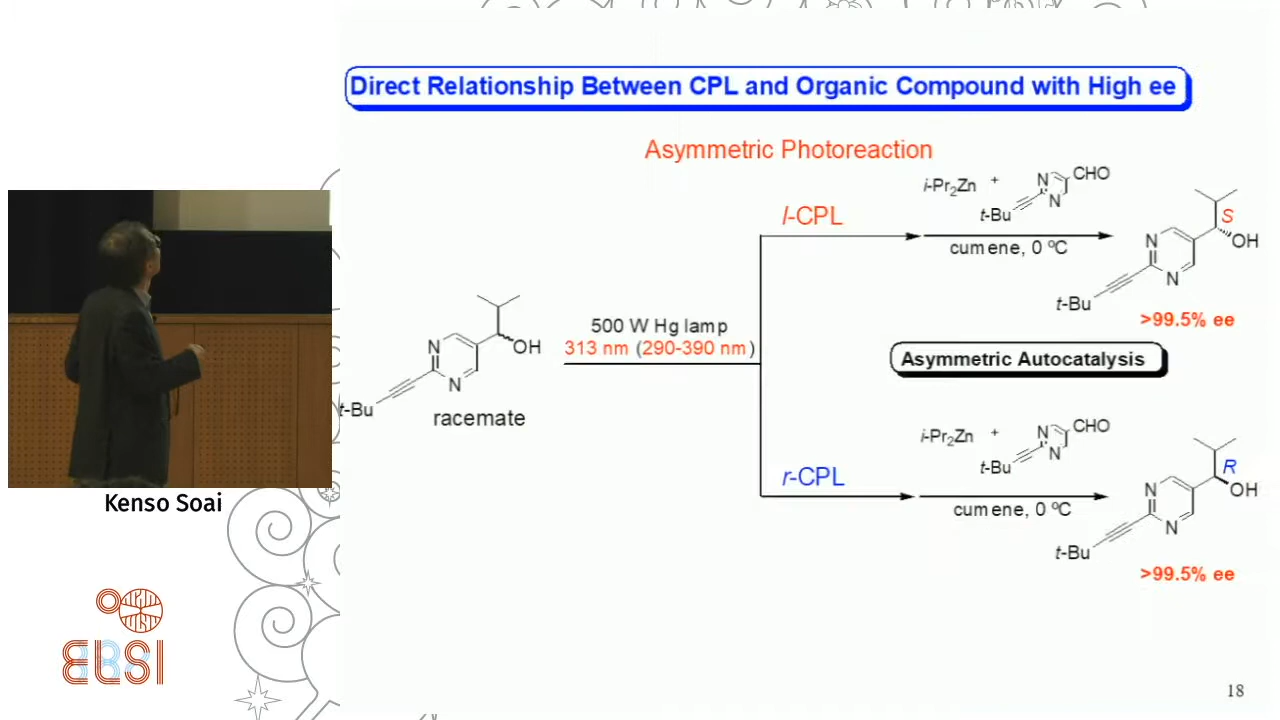 Direct Relationship Between CPL and Organic Compound with High ee
Asymmetric Photoreaction
i-Pr₂Zn + N N CHO
t-Bu
l-CPL
cumene, 0 ºC
S
OH
N
N
t-Bu
>99.5% ee
500 W Hg lamp
313 nm (290-390 nm)
OH
N
N
t-Bu
racemate
Asymmetric Autocatalysis
i-Pr₂Zn + N N CHO
t-Bu
r-CPL
cumene, 0 ºC
R
OH
N
N
t-Bu
>99.5% ee
Kenso Soai
ELSI
18